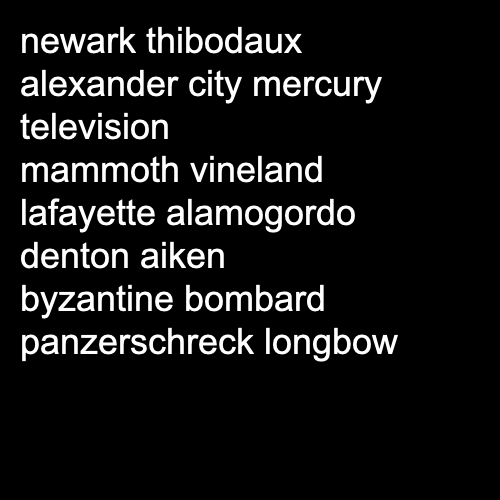 newark thibodaux
alexander city mercury
television
mammoth vineland
lafayette alamogordo
denton aiken
byzantine bombard
panzerschreck longbow